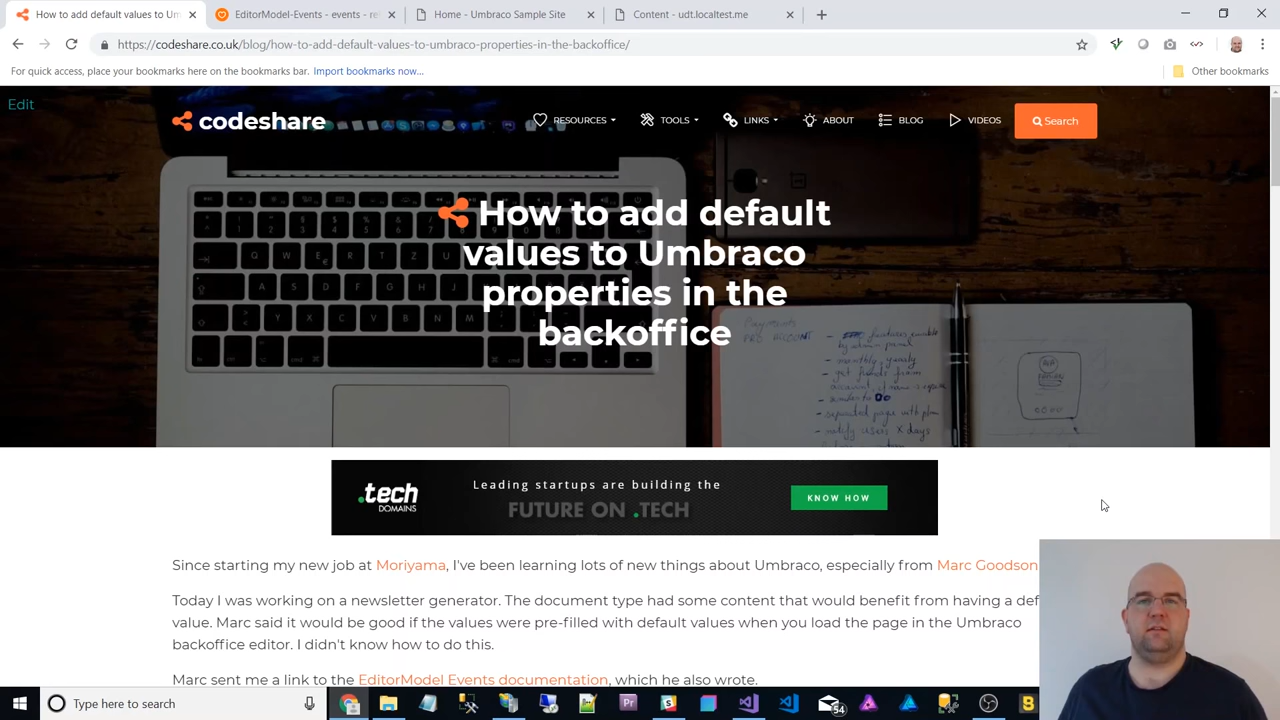 How to add default values to Um
EditorModel-Events - events - re
Home - Umbraco Sample Site
Content - udt.localtest.me
https://codeshare.co.uk/blog/how-to-add-default-values-to-umbraco-properties-in-the-backoffice/
For quick access, place your bookmarks here on the bookmarks bar. Import bookmarks now...
Other bookmarks
Edit
codeshare
RESOURCES
TOOLS
LINKS
ABOUT
BLOG
VIDEOS
Search
How to add default
values to Umbraco
properties in the
backoffice
.tech
DOMAINS
Leading startups are building the
FUTURE ON .TECH
KNOW HOW
Since starting my new job at Moriyama, I've been learning lots of new things about Umbraco, especially from Marc Goodson
Today I was working on a newsletter generator. The document type had some content that would benefit from having a def
value. Marc said it would be good if the values were pre-filled with default values when you load the page in the Umbraco
backoffice editor. I didn't know how to do this.
Marc sent me a link to the EditorModel Events documentation, which he also wrote.
Type here to search
54